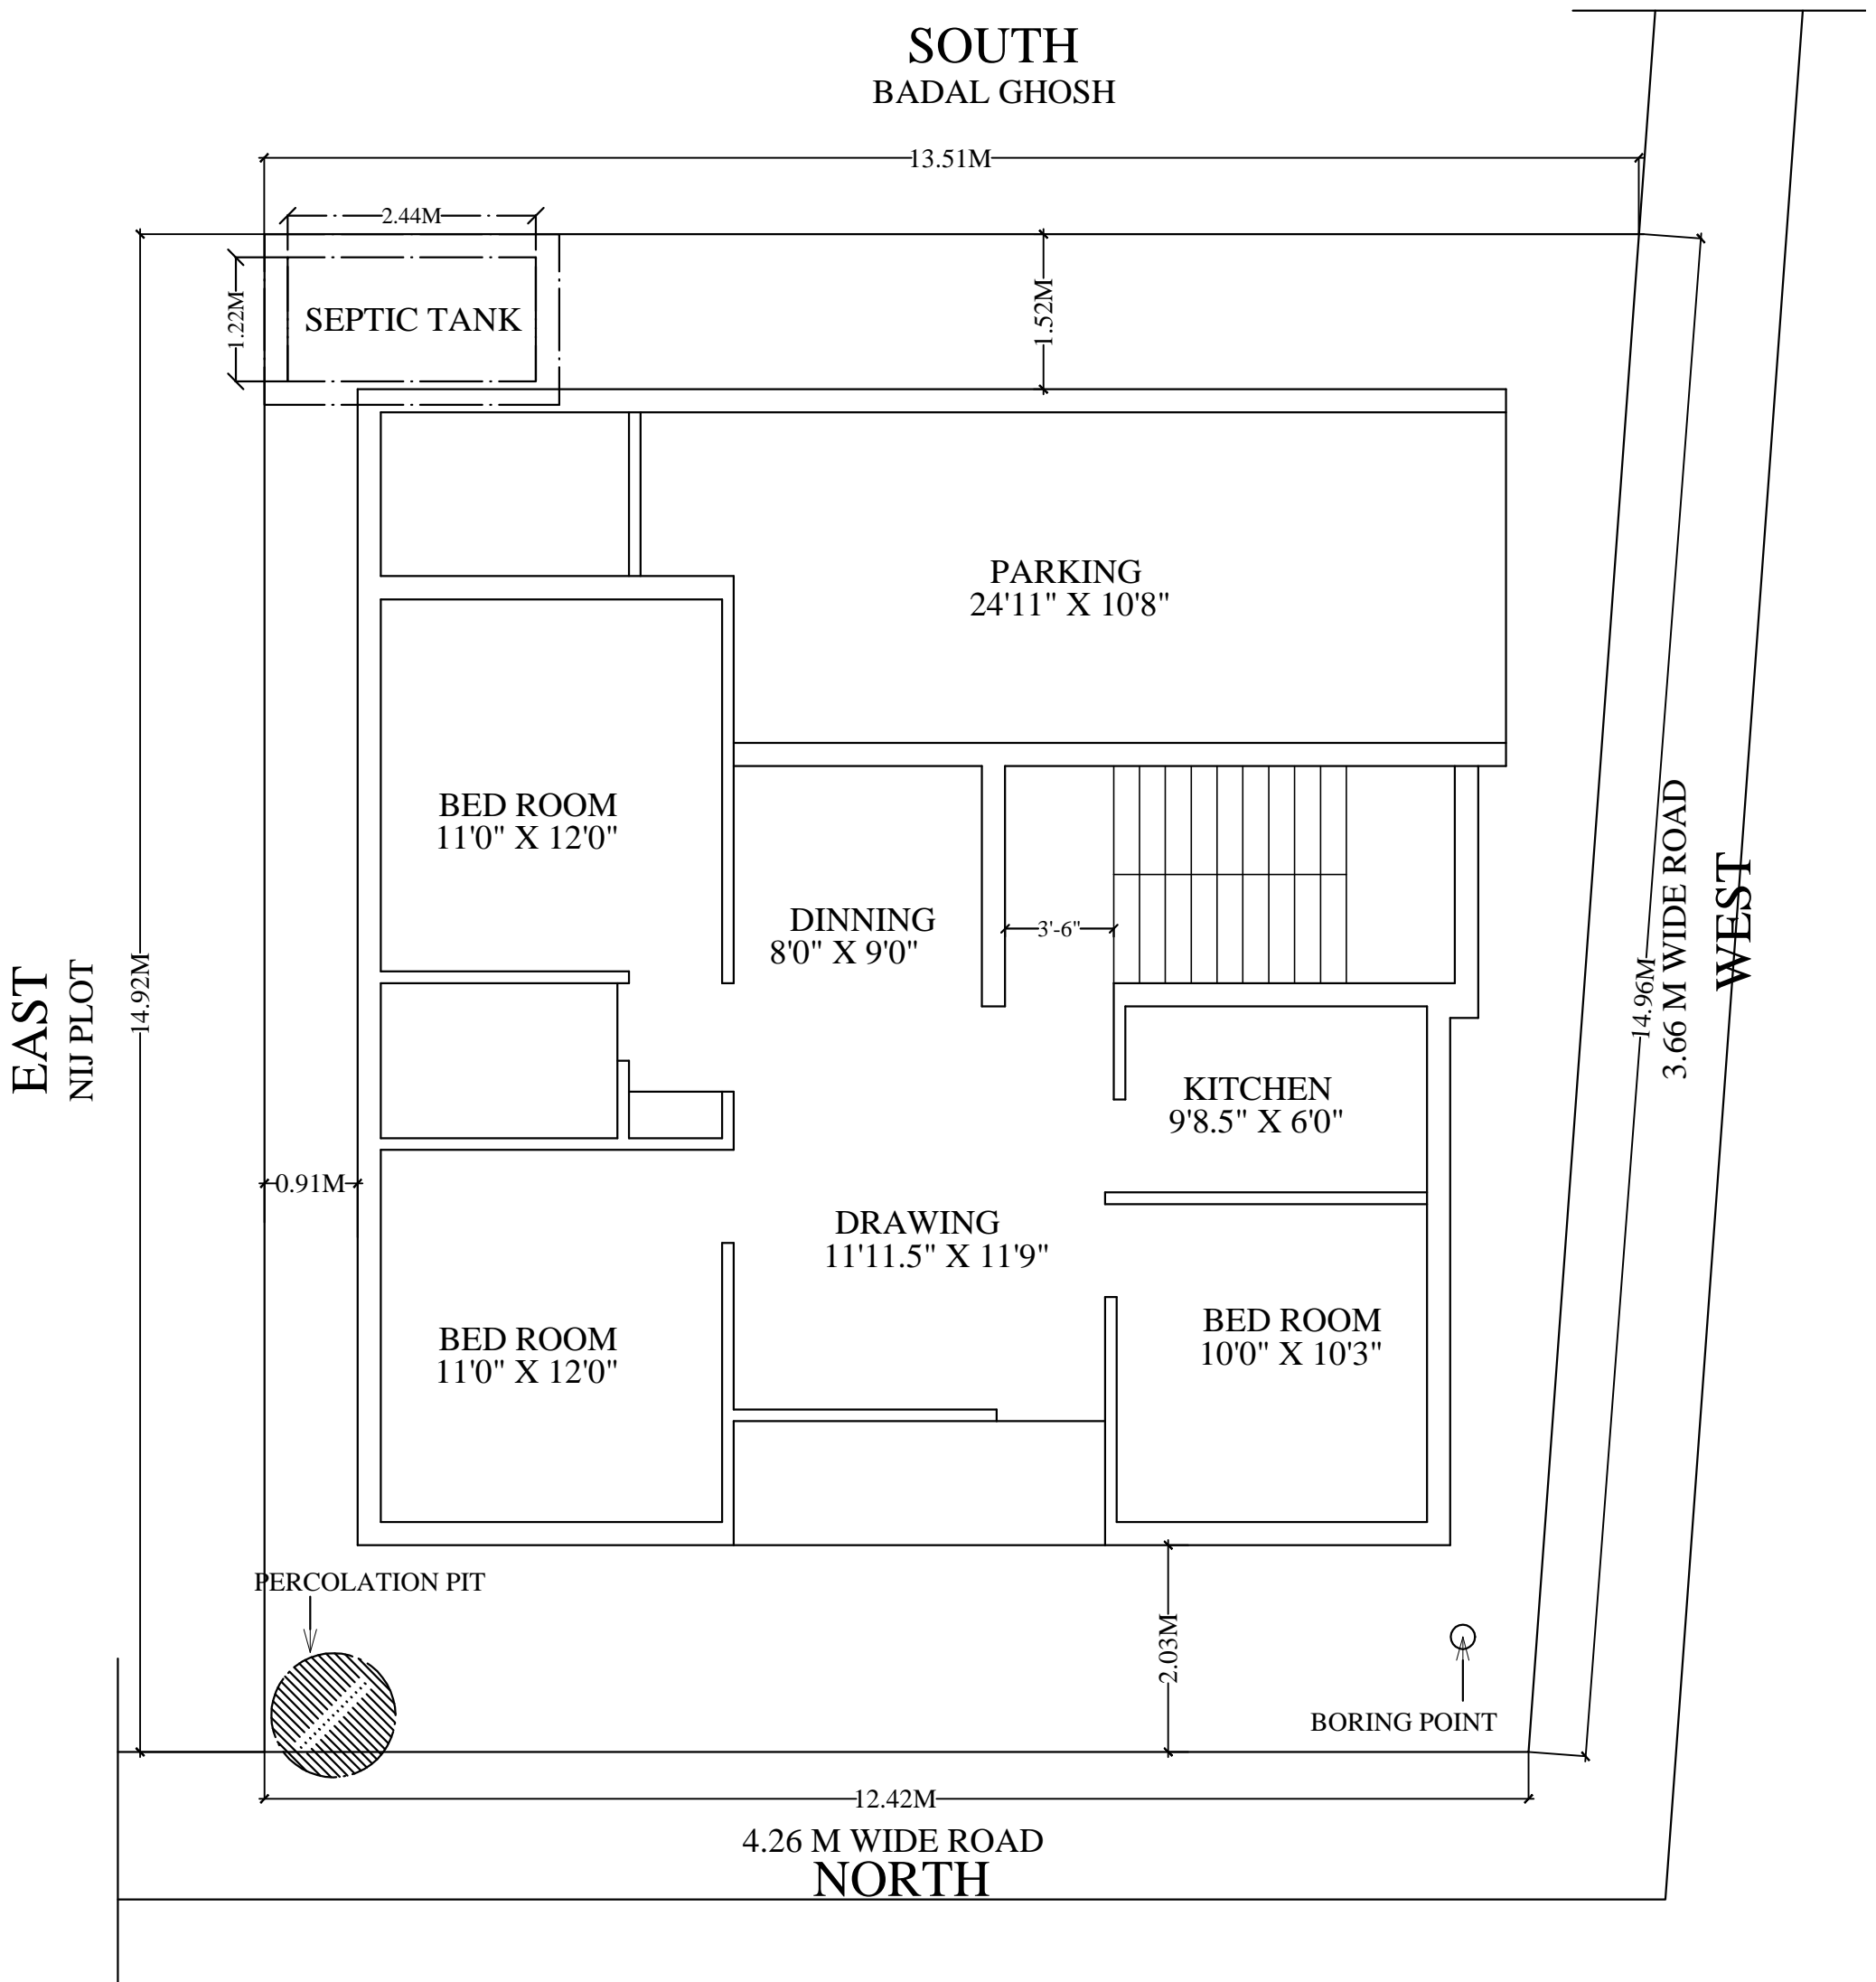 SOUTH
BADAL GHOSH
13.51M
2.44M
1.22M
SEPTIC TANK
1.52M
PARKING
24'11" X 10'8"
BED ROOM
11'0" X 12'0"
DINNING
8'0" X 9'0"
3'-6"
EAST
NIJ PLOT
14.92M
14.96M
3.66 M WIDE ROAD
WEST
KITCHEN
9'8.5" X 6'0"
0.91M
DRAWING
11'11.5" X 11'9"
BED ROOM
11'0" X 12'0"
BED ROOM
10'0" X 10'3"
PERCOLATION PIT
2.03M
BORING POINT
12.42M
4.26 M WIDE ROAD
NORTH